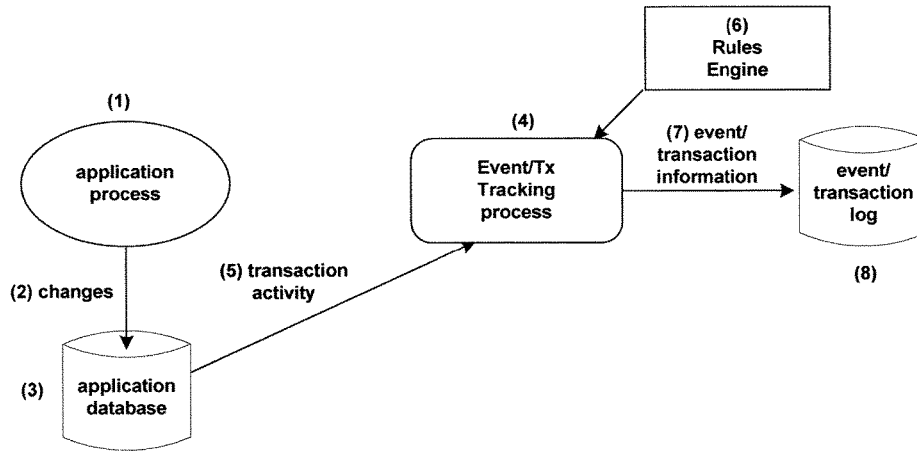 (6)
Rules
Engine
(1)
application
process
(4)
Event/Tx
Tracking
process
(7) event/
transaction
information
event/
transaction
log
(8)
(2) changes
(5) transaction
activity
(3)
application
database